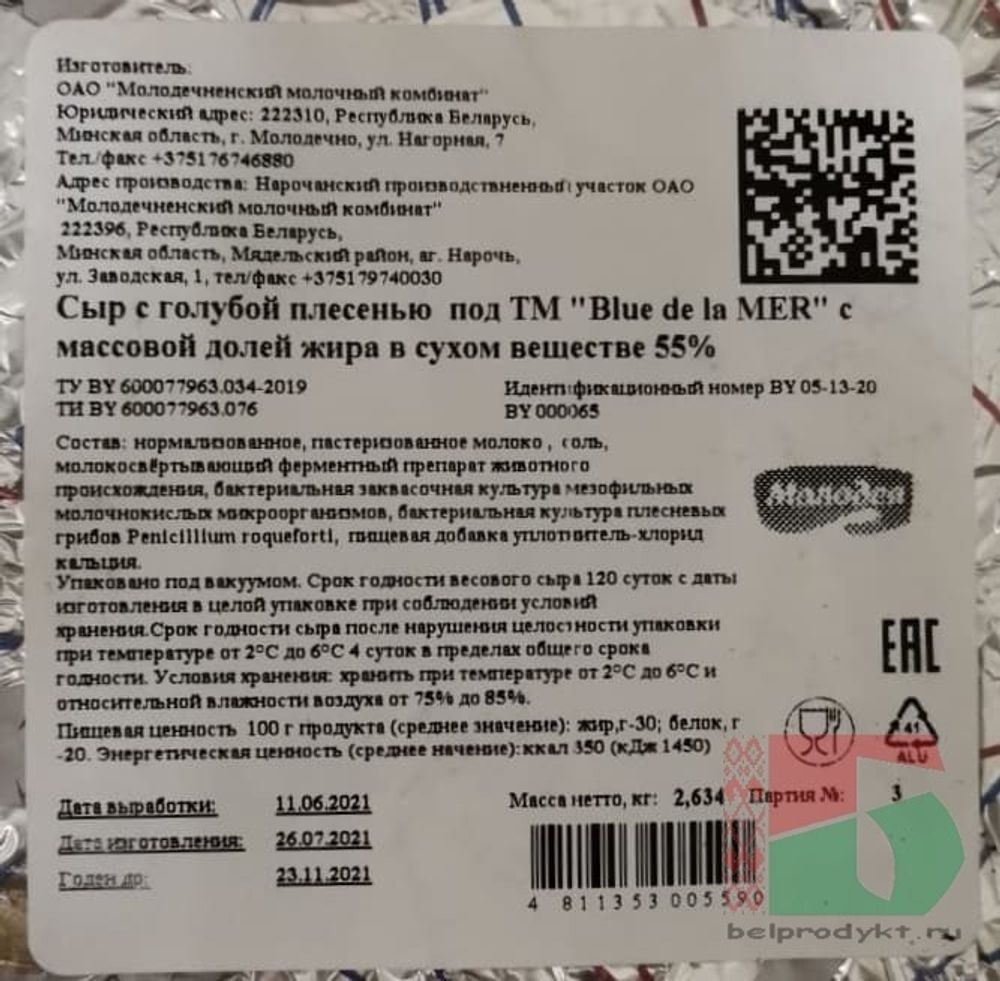 Изготовитель:
ОАО "Молодечненский молочный комбинат"
Юридический адрес: 222310, Республика Беларусь,
Минская область, г. Молодечно, ул. Нагорная, 7
Тел./факс +375176746880
Адрес производства: Нарочанский производственный участок ОАО
"Молодечненский молочный комбинат"
222396, Республика Беларусь,
Минская область, Мядельский район, аг. Нарочь,
ул. Заводская, 1, тел/факс +375179740030
Сыр с голубой плесенью под ТМ "Blue de la MER" с
массовой долей жира в сухом веществе 55%
ТУ BY 600077963.034-2019
Идентификационный номер BY 05-13-20
ТИ BY 600077963.076
BY 000065
Состав: нормализованное, пастеризованное молоко , соль,
молокосвёртывающий ферментный препарат животного
происхождения, бактериальная заквасочная культура мезофильных
молочнокислых микроорганизмов, бактериальная культура плесневых
грибов Penicillium roqueforti, пищевая добавка уплотнитель-хлорид
кальция.
Молодея
Упаковано под вакуумом. Срок годности весового сыра 120 суток с даты
изготовления в целой упаковке при соблюдении условий
хранения.Срок годности сыра после нарушения целостности упаковки
при температуре от 2°С до 6°С 4 суток в пределах общего срока
годности. Условия хранения: хранить при температуре от 2°С до 6°С и
относительной влажности воздуха от 75% до 85%.
EAC
Пищевая ценность 100 г продукта (среднее значение): жир,г-30; белок, г
-20. Энергетическая ценность (среднее начение):ккал 350 (кДж 1450)
41
ALU
Дата выработки: 11.06.2021
Масса нетто, кг: 2,634 Партия №: 3
Дата изготовления: 26.07.2021
Годен до: 23.11.2021
4 811353 005590
belprodykt.ru